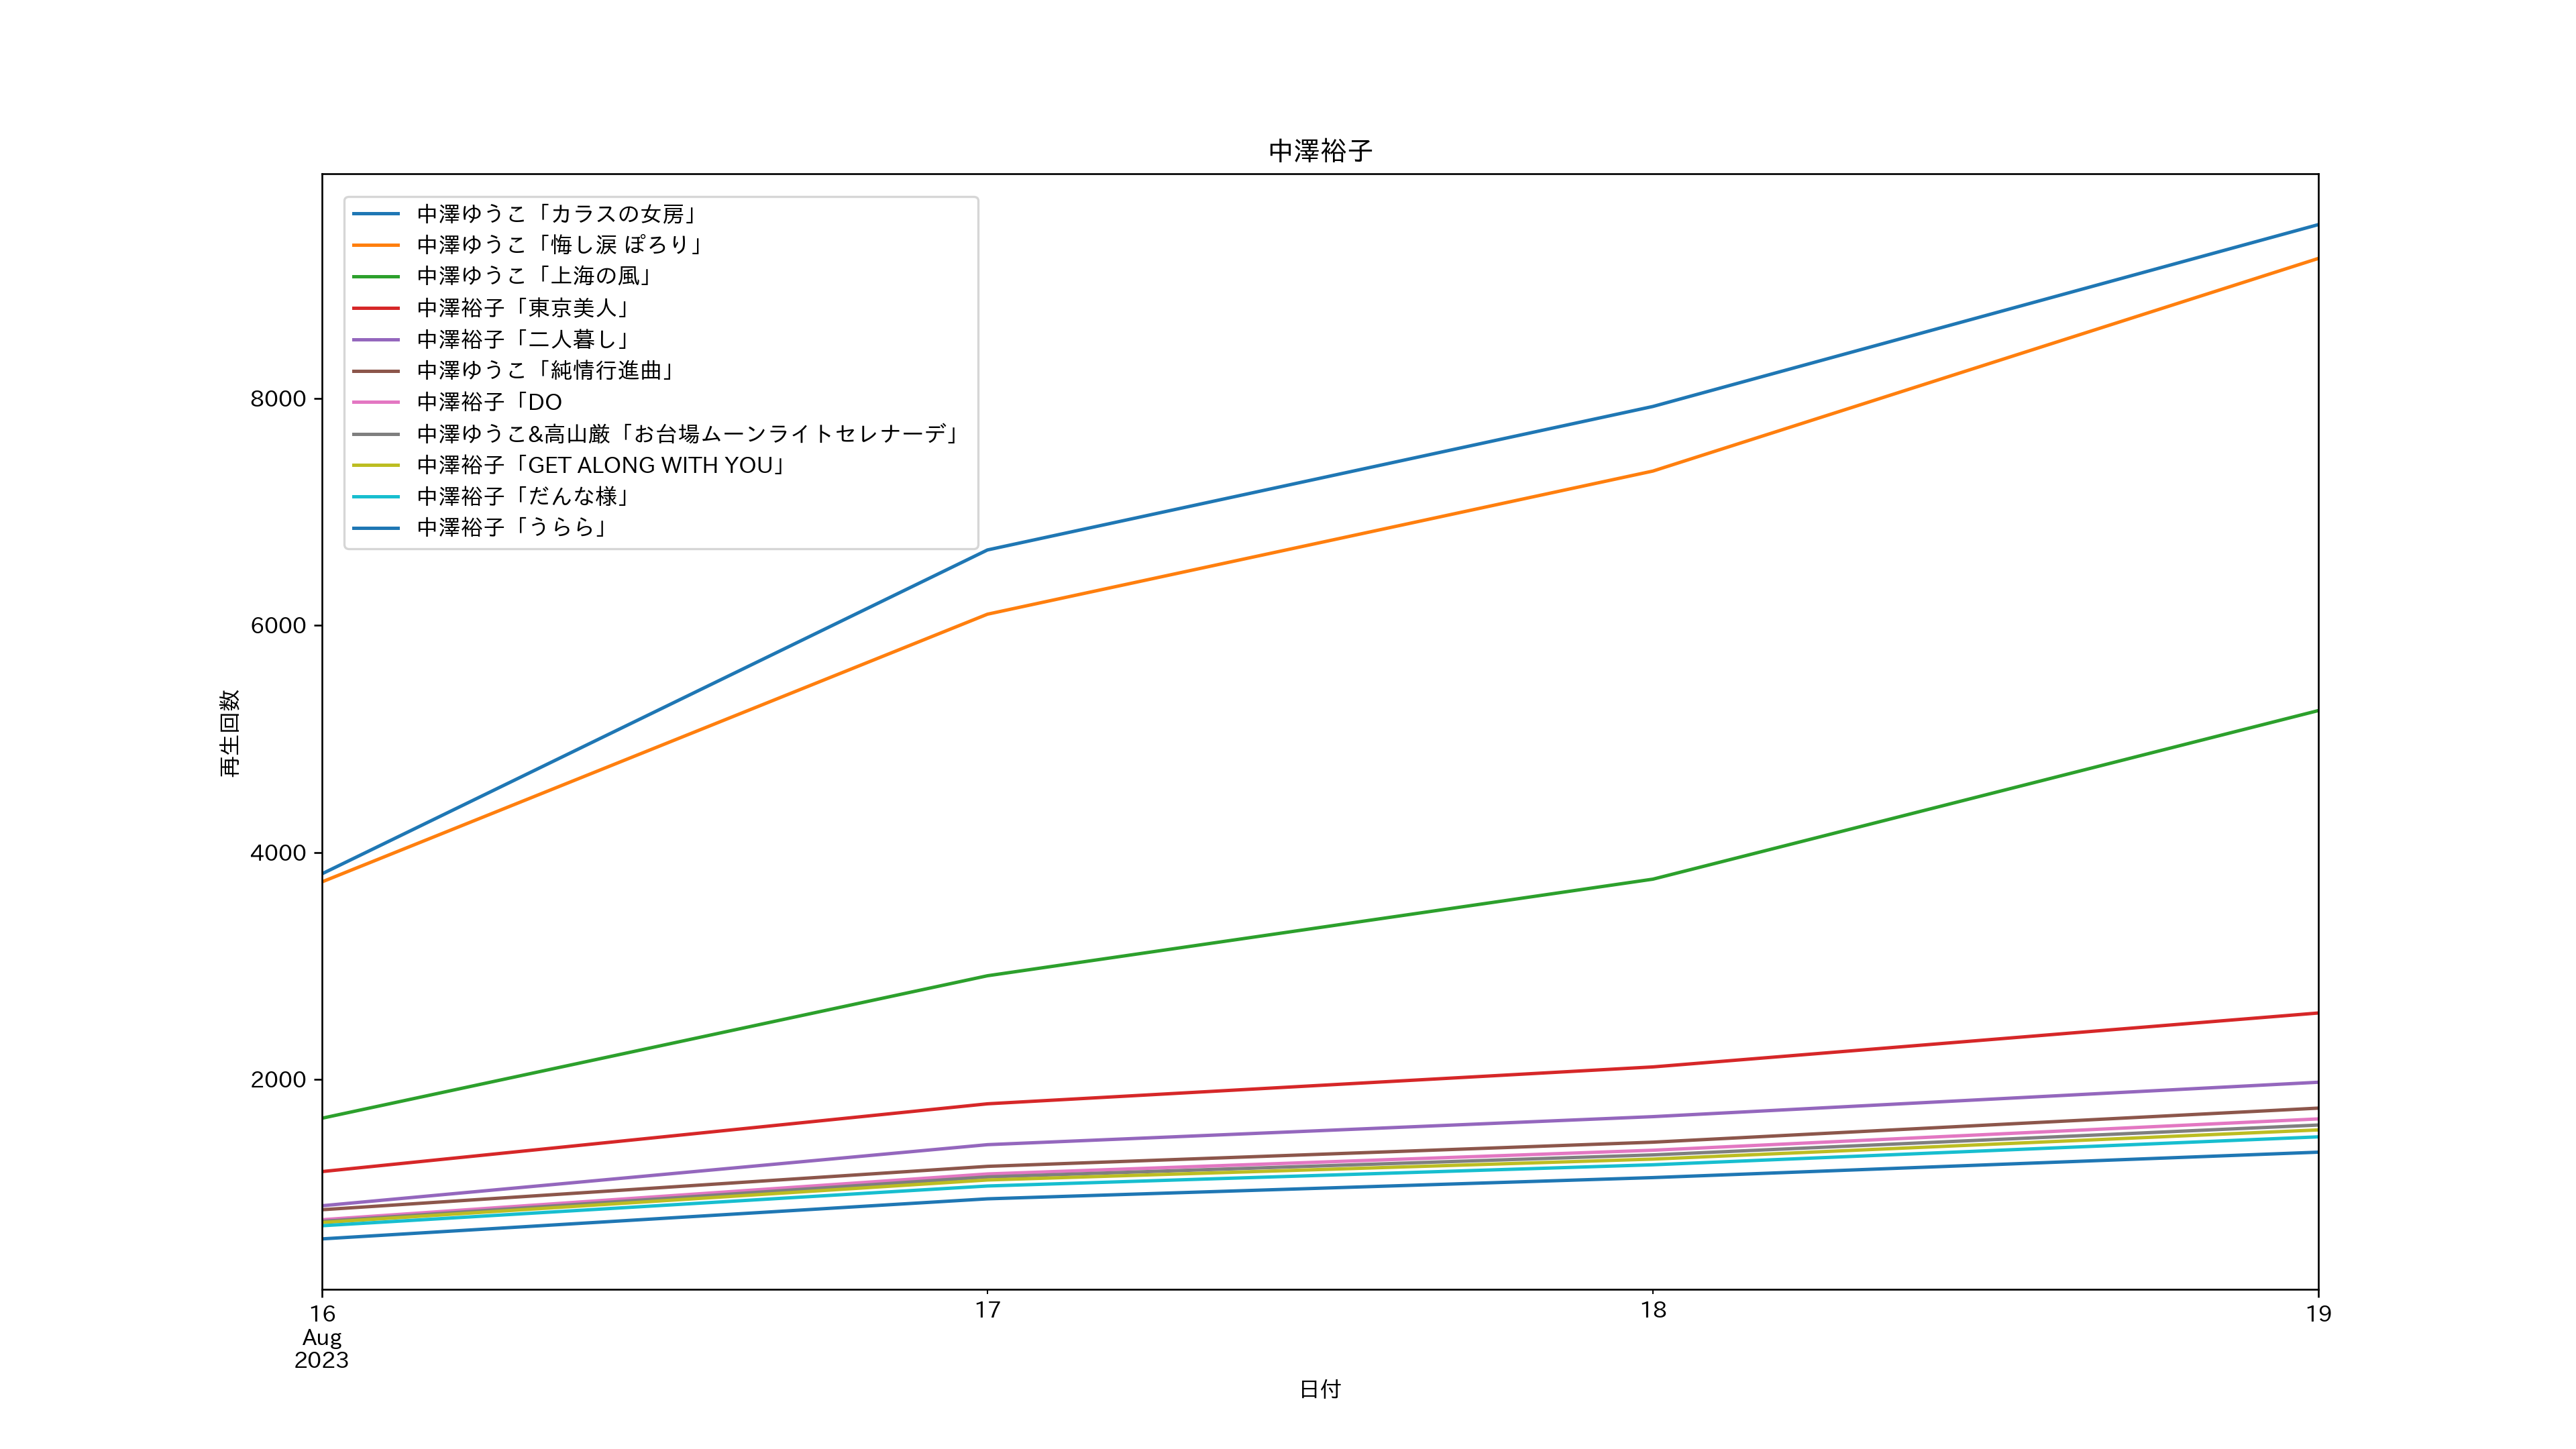 中澤裕子
中澤ゆうこ「カラスの女房」
中澤ゆうこ「悔し涙 ぽろり」
中澤ゆうこ「上海の風」
中澤裕子「東京美人」
中澤裕子「二人暮し」
中澤ゆうこ「純情行進曲」
中澤裕子「DO
中澤ゆうこ&高山厳「お台場ムーンライトセレナーデ」
中澤裕子「GET ALONG WITH YOU」
中澤裕子「だんな様」
中澤裕子「うらら」
8000
6000
4000
2000
再生回数
16
Aug
2023
17
18
19
日付